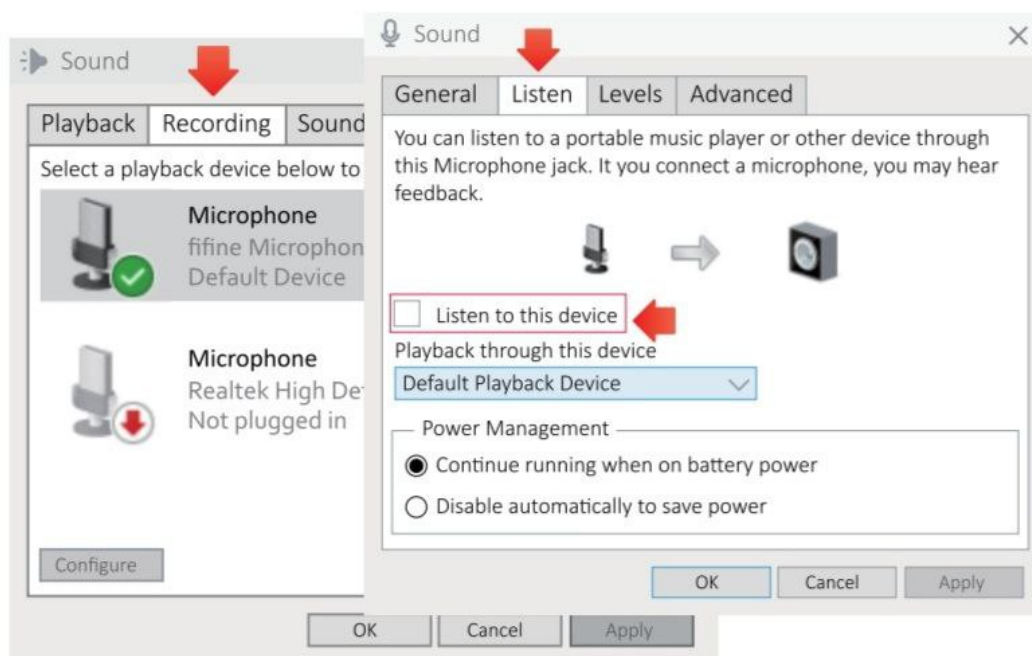 Sound
Playback Recording Sound
Select a playback device below to
Microphone
fifine Microphon
Default Device
Microphone
Realtek High De
Not plugged in
Configure
OK Cancel Apply
Sound
General Listen Levels Advanced
You can listen to a portable music player or other device through
this Microphone jack. It you connect a microphone, you may hear
feedback.
Listen to this device
Playback through this device
Default Playback Device
Power Management
Continue running when on battery power
Disable automatically to save power
OK Cancel Apply